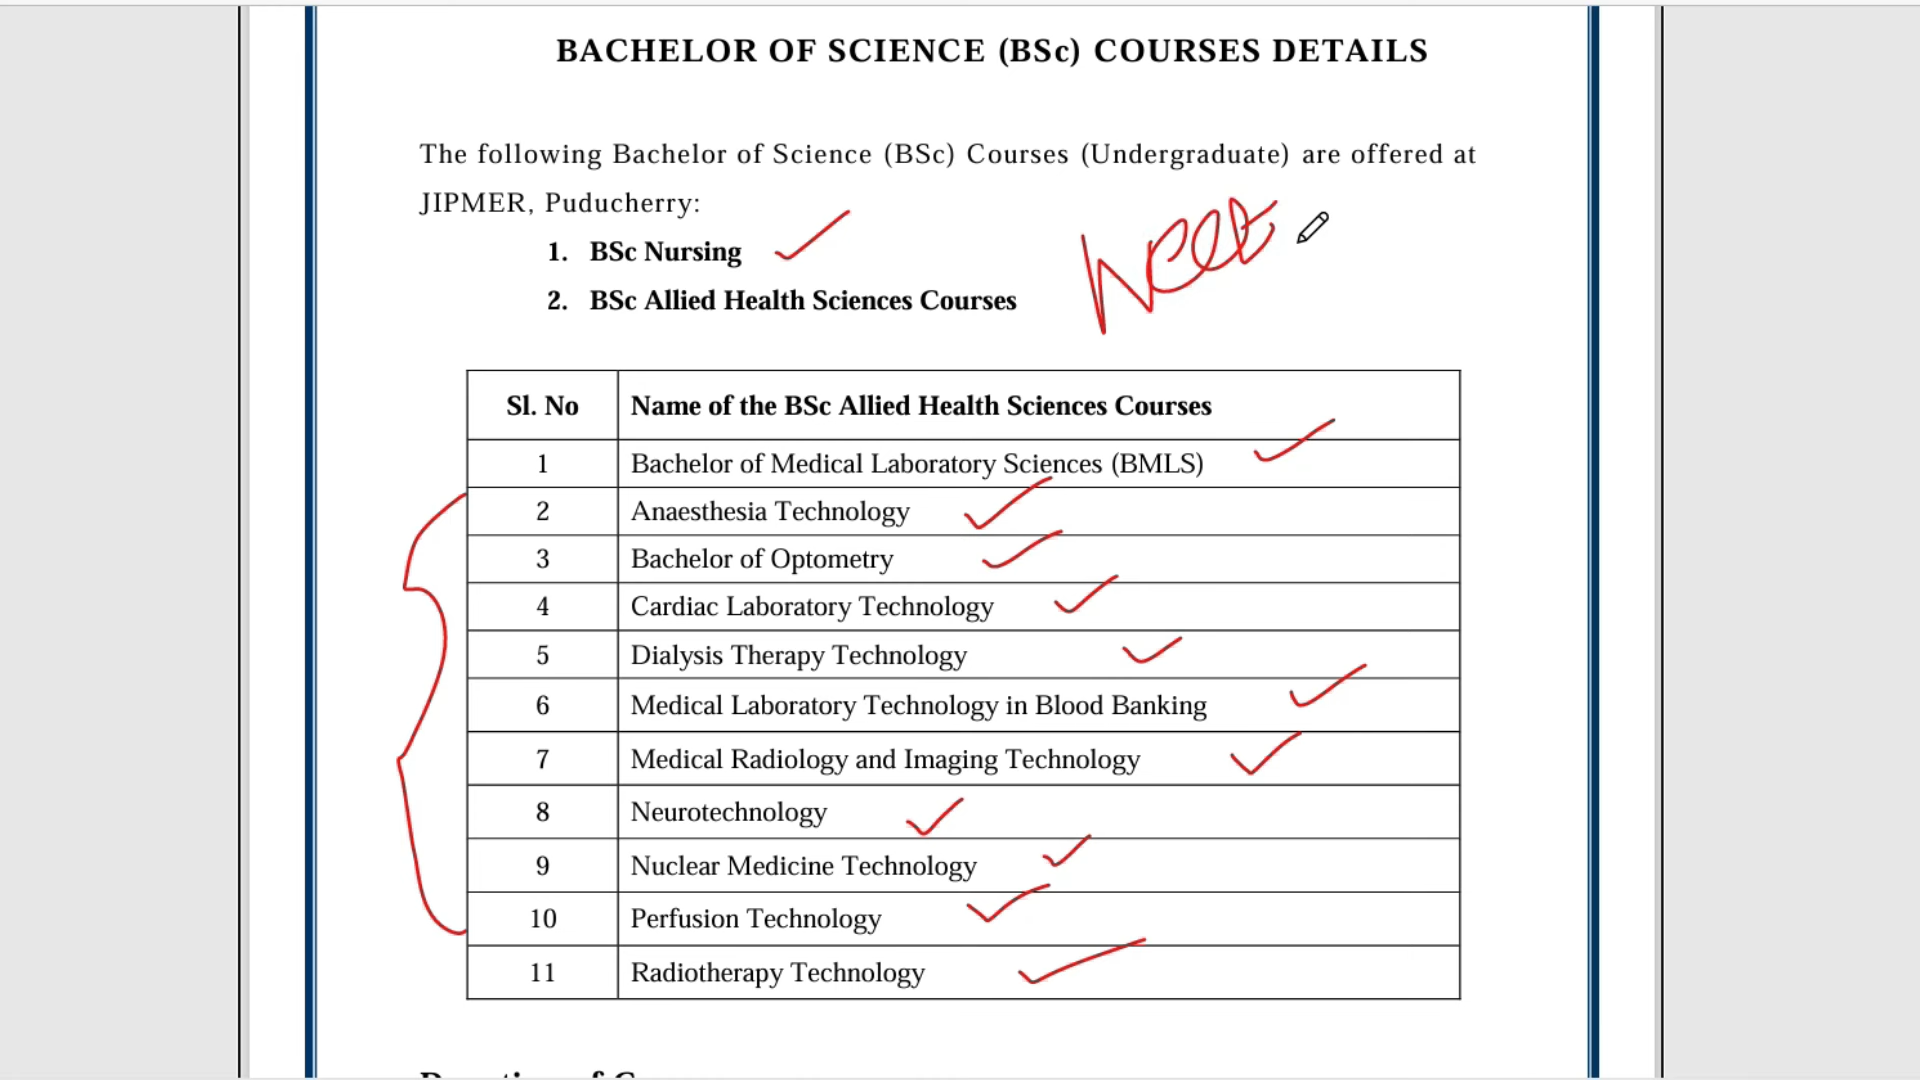 BACHELOR OF SCIENCE (BSc) COURSES DETAILS
The following Bachelor of Science (BSc) Courses (Undergraduate) are offered at
JIPMER, Puducherry:
1. BSc Nursing
2. BSc Allied Health Sciences Courses
Neet
Sl. No Name of the BSc Allied Health Sciences Courses
1 Bachelor of Medical Laboratory Sciences (BMLS)
2 Anaesthesia Technology
3 Bachelor of Optometry
4 Cardiac Laboratory Technology
5 Dialysis Therapy Technology
6 Medical Laboratory Technology in Blood Banking
7 Medical Radiology and Imaging Technology
8 Neurotechnology
9 Nuclear Medicine Technology
10 Perfusion Technology
11 Radiotherapy Technology